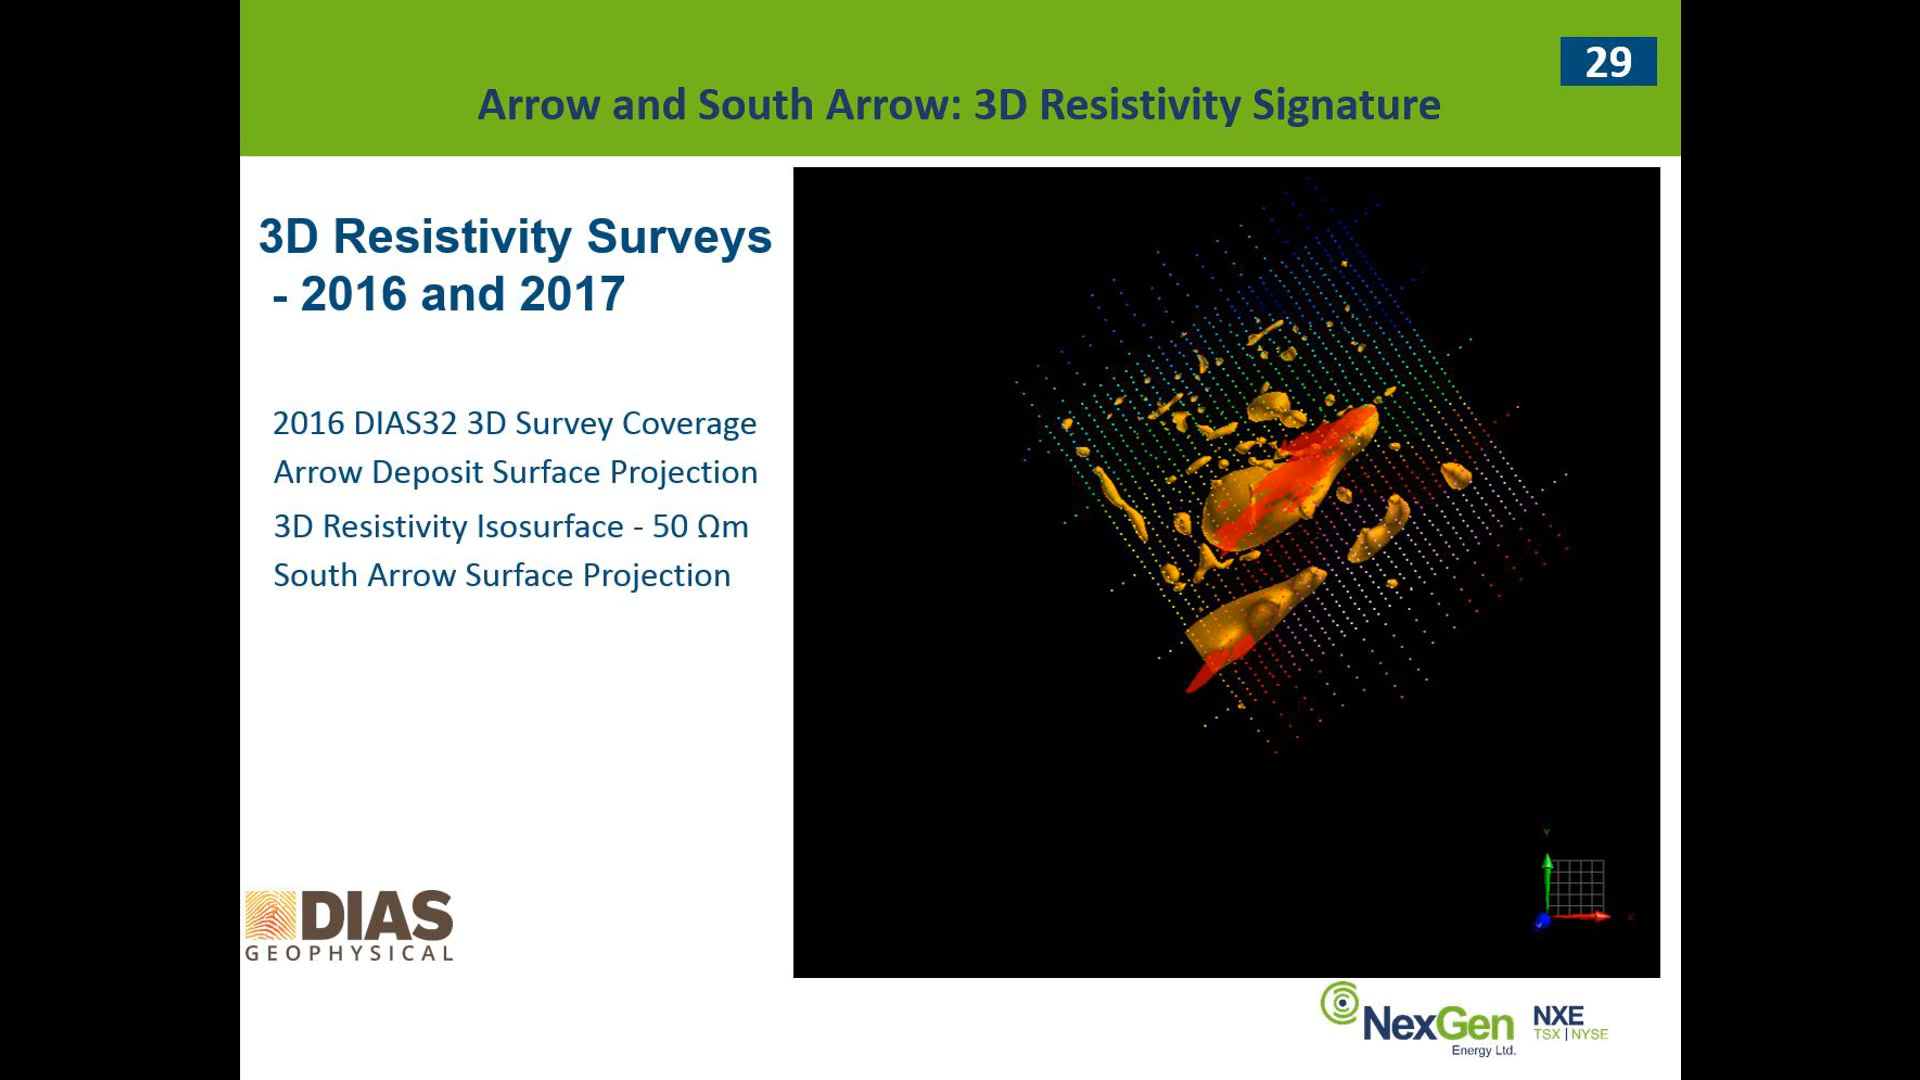 29
Arrow and South Arrow: 3D Resistivity Signature
3D Resistivity Surveys
- 2016 and 2017
2016 DIAS32 3D Survey Coverage
Arrow Deposit Surface Projection
3D Resistivity Isosurface - 50 Ωm
South Arrow Surface Projection
Y
X
DIAS
GEOPHYSICAL
NexGen
Energy Ltd.
NXE
TSX | NYSE